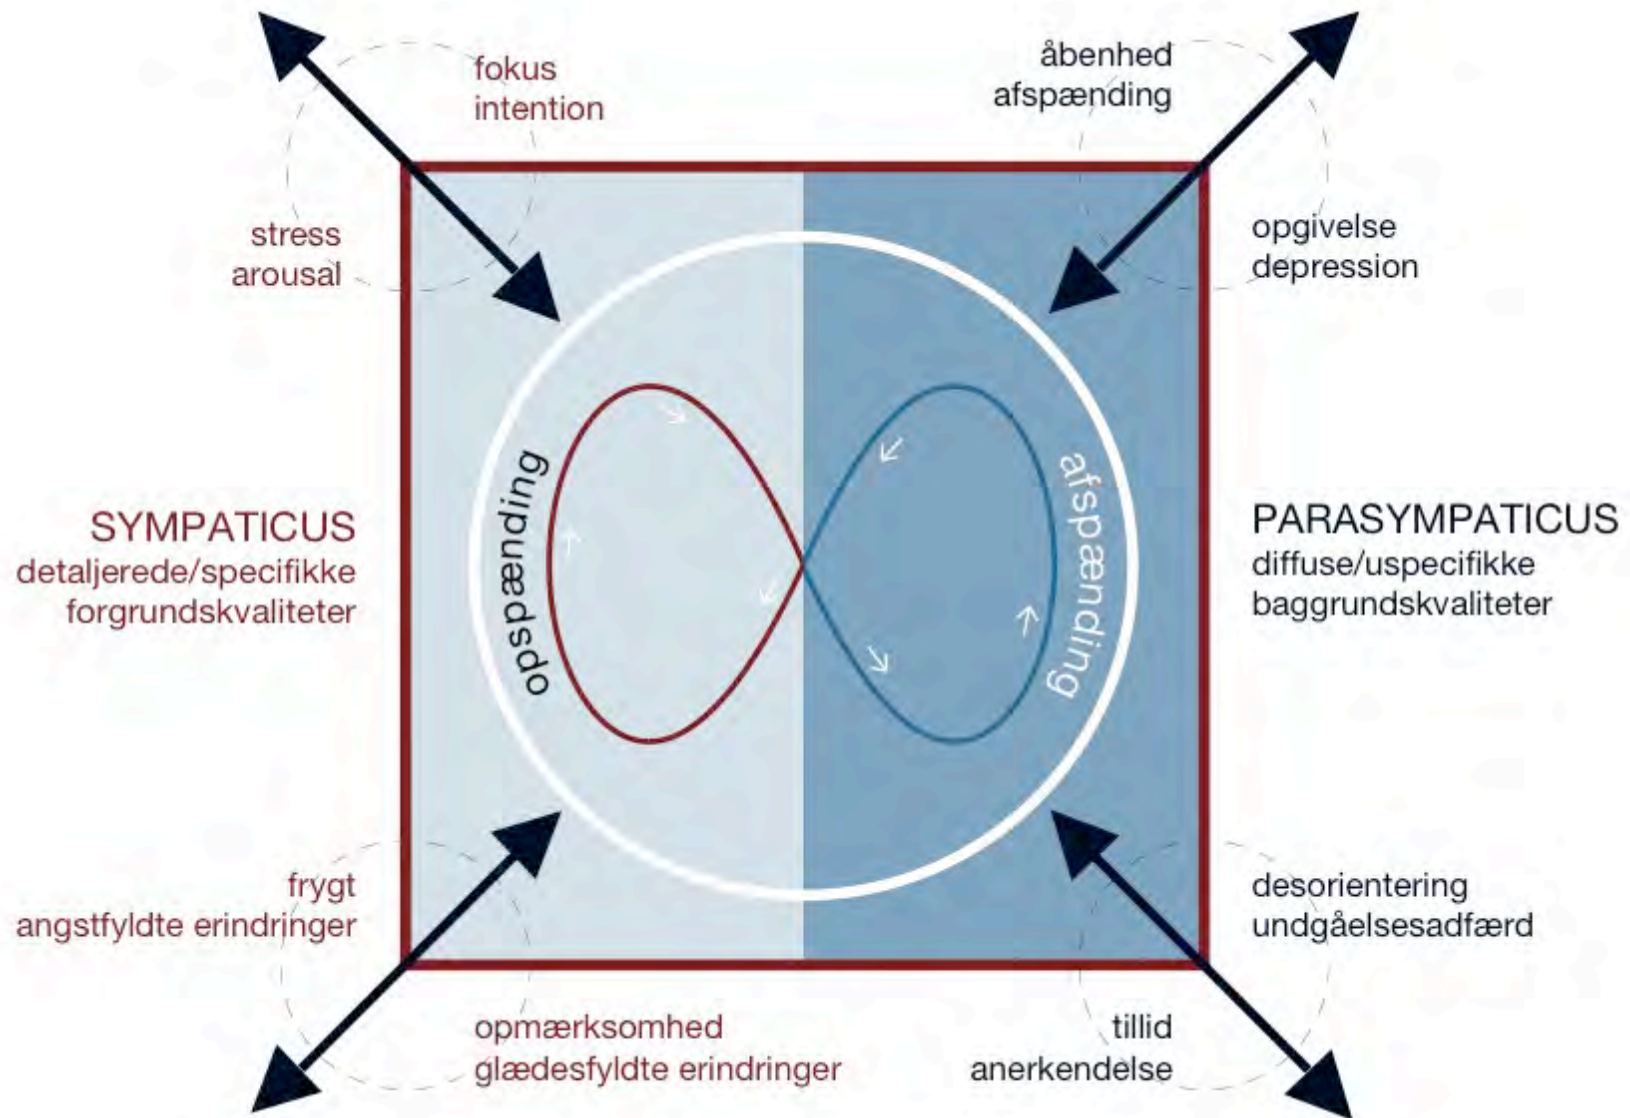 fokus
intention
åbenhed
afspænding
stress
arousal
opgivelse
depression
opspænding
afspænding
SYMPATICUS
detaljerede/specifikke
forgrundskvaliteter
PARASYMPATICUS
diffuse/uspecifikke
baggrundskvaliteter
frygt
angstfyldte erindringer
desorientering
undgåelsesadfærd
opmærksomhed
glædesfyldte erindringer
tillid
anerkendelse